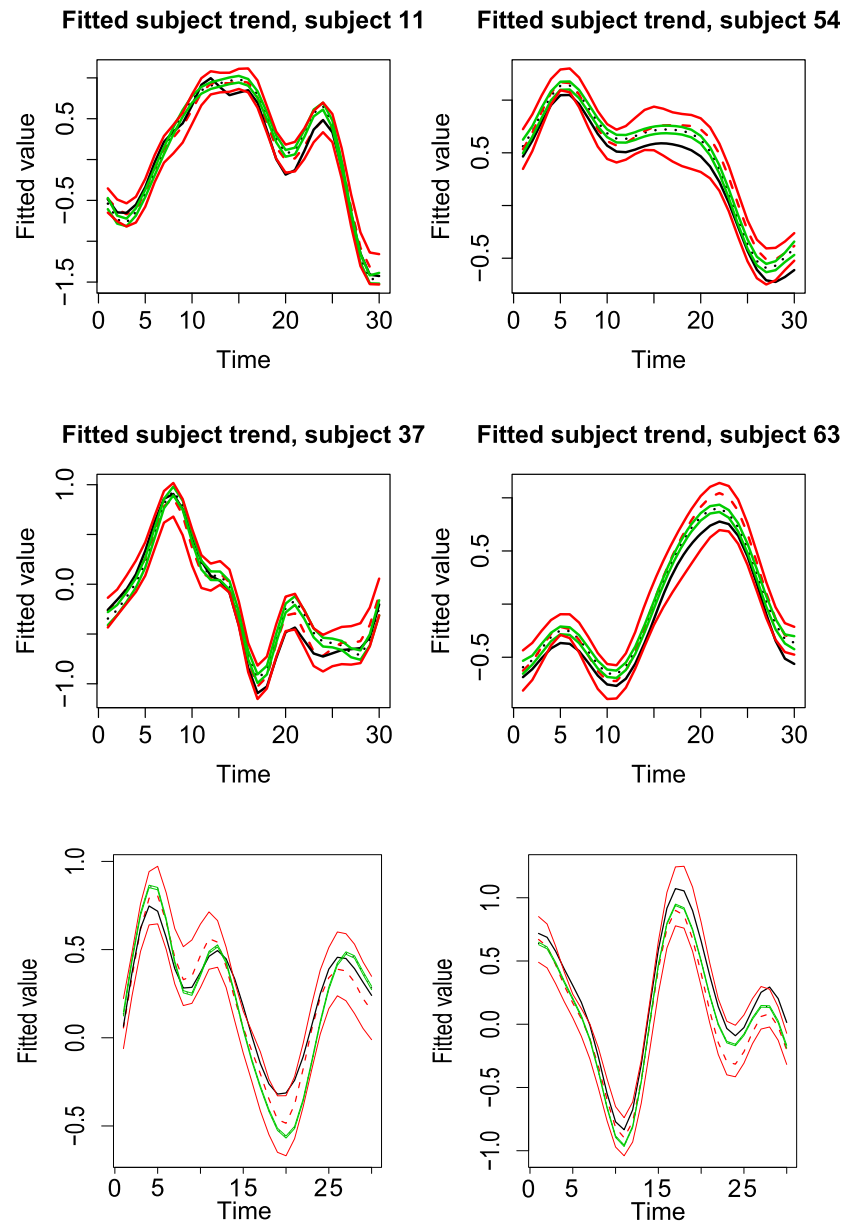 Fitted subject trend, subject 11
Fitted value
0.5
−0.5
−1.5
0 5 10 20 30
Time
Fitted subject trend, subject 54
Fitted value
0.5
−0.5
0 5 10 20 30
Time
Fitted subject trend, subject 37
Fitted value
1.0
0.0
−1.0
0 5 10 20 30
Time
Fitted subject trend, subject 63
Fitted value
0.5
−0.5
0 5 10 20 30
Time
Fitted value
1.0
0.5
0.0
−0.5
0 5 15 25
Time
Fitted value
1.0
0.5
0.0
−0.5
−1.0
0 5 15 25
Time